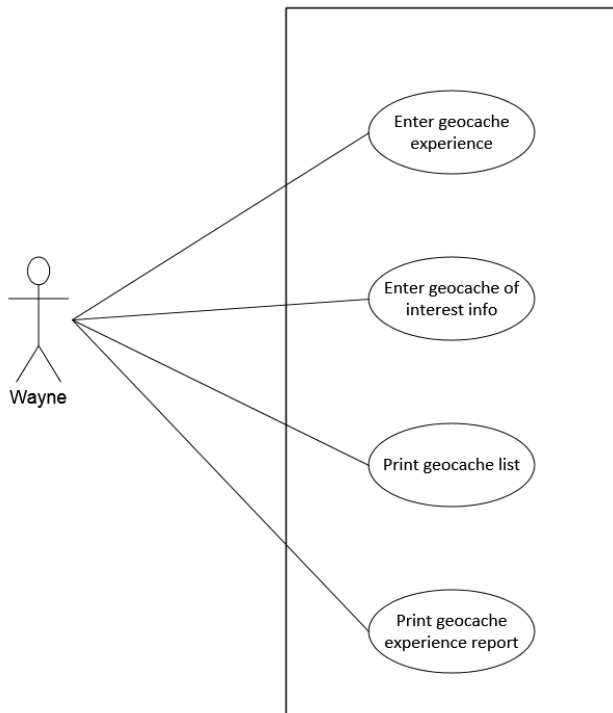 Enter geocache
experience
Enter geocache of
interest info
Wayne
Print geocache list
Print geocache
experience report